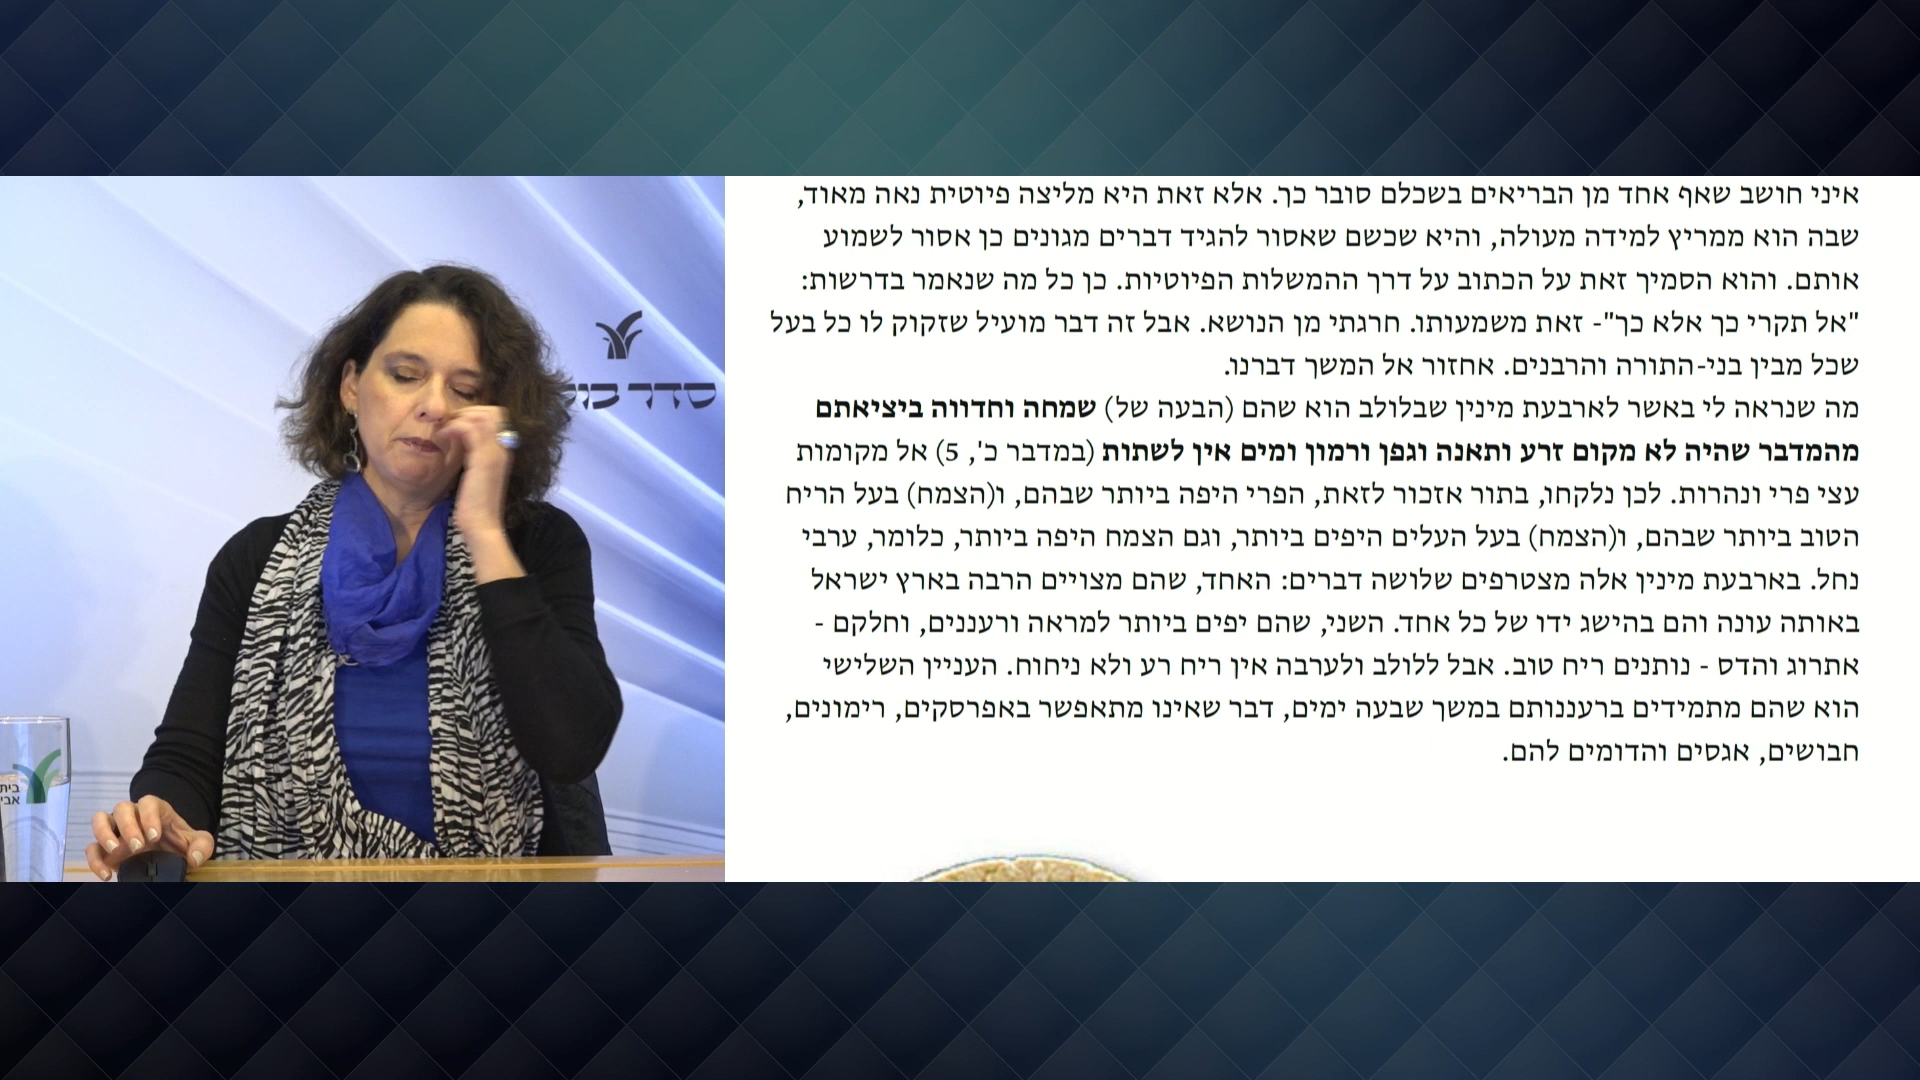 איני חושב שאף אחד מן הבריאים בשכלם סובר כך. אלא זאת היא מליצה פיוטית נאה מאוד,
שבה הוא ממריץ למידה מעולה, והיא שכשם שאסור להגיד דברים מגונים כן אסור לשמוע
אותם. והוא הסמיך זאת על הכתוב על דרך ההמשלות הפיוטיות. כן כל מה שנאמר בדרשות:
"אל תקרי כך אלא כך"- זאת משמעותו. חרגתי מן הנושא. אבל זה דבר מועיל שזקוק לו כל בעל
שכל מבין בני-התורה והרבנים. אחזור אל המשך דברנו.
מה שנראה לי באשר לארבעת מינין שבלולב הוא שהם (הבעה של) שמחה וחדווה ביציאתם
מהמדבר שהיה לא מקום זרע ותאנה וגפן ורמון ומים אין לשתות (במדבר כ', 5) אל מקומות
עצי פרי ונהרות. לכן נלקחו, בתור אזכור לזאת, הפרי היפה ביותר שבהם, ו(הצמח) בעל הריח
הטוב ביותר שבהם, ו(הצמח) בעל העלים היפים ביותר, וגם הצמח היפה ביותר, כלומר, ערבי
נחל. בארבעת מינין אלה מצטרפים שלושה דברים: האחד, שהם מצויים הרבה בארץ ישראל
באותה עונה והם בהישג ידו של כל אחד. השני, שהם יפים ביותר למראה ורעננים, וחלקם -
אתרוג והדס - נותנים ריח טוב. אבל ללולב ולערבה אין ריח רע ולא ניחוח. העניין השלישי
הוא שהם מתמידים ברעננותם במשך שבעה ימים, דבר שאינו מתאפשר באפרסקים, רימונים,
חבושים, אגסים והדומים להם.
סדר
בית
אבי